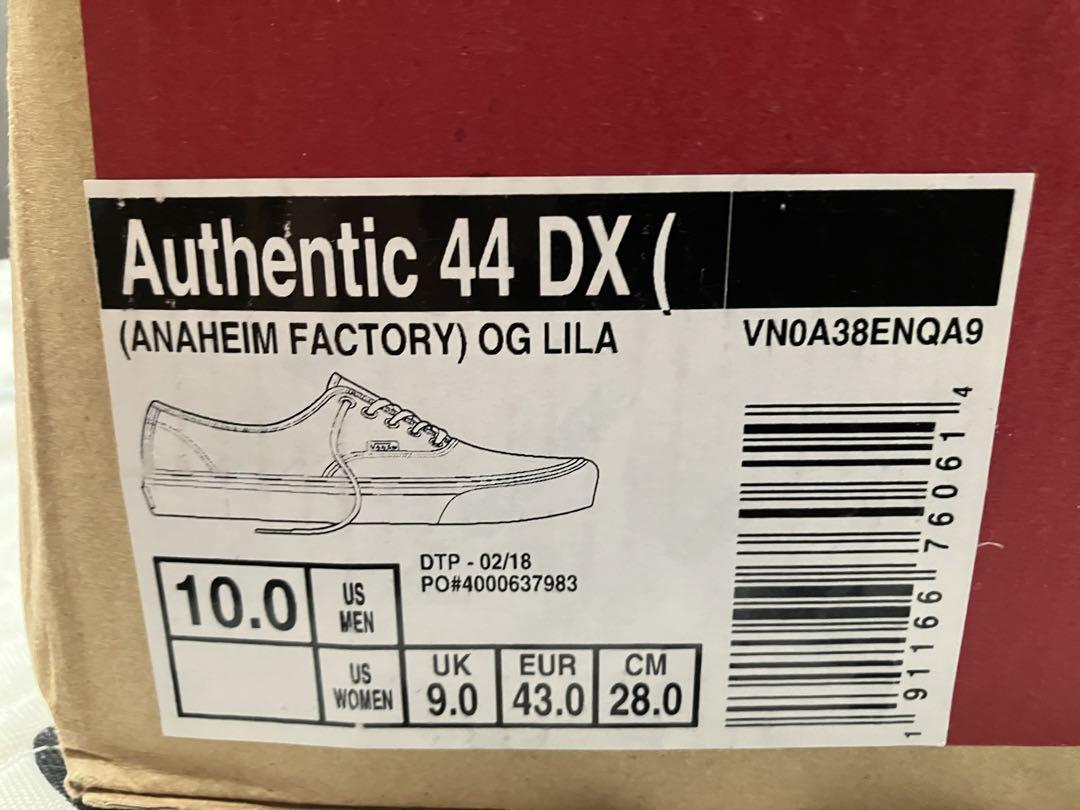 Authentic 44 DX (
(ANAHEIM FACTORY) OG LILA
VN0A38ENQA9
DTP - 02/18
PO#4000637983
10.0 US MEN
US WOMEN
UK 9.0
EUR 43.0
CM 28.0
1 91166 76061 4